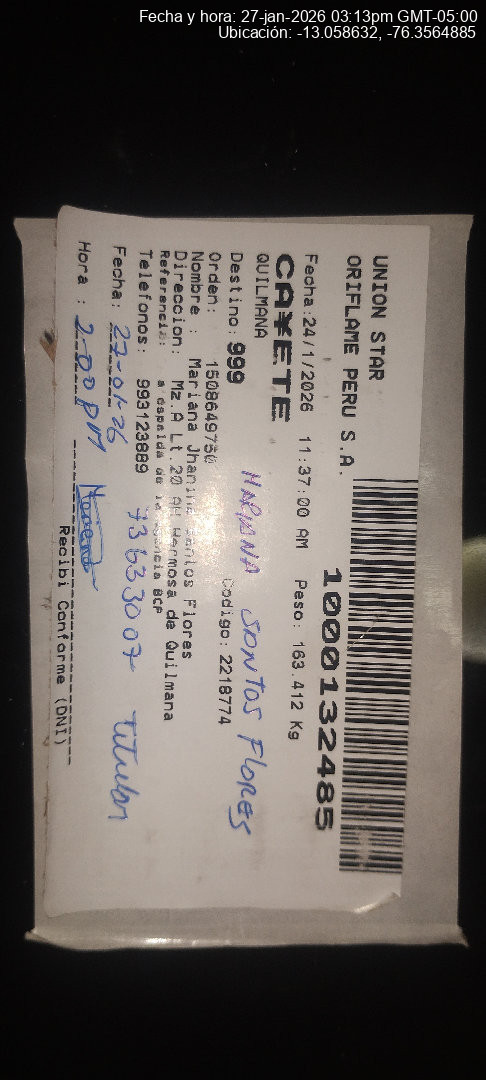 Fecha y hora: 27-jan-2026 03:13pm GMT-05:00
Ubicación: -13.058632, -76.3564885
UNION STAR
ORIFLAME PERU S.A.
1000132485
Fecha:24/1/2026 11:37:00 AM Peso: 163.412 Kg
CAÑETE
QUILMANA
MARIANA SANTOS FLORES
Destino: 999 Codigo: 2218774
Orden: 1508649750
Nombre : Mariana Jhanina Santos Flores
Direccion: Mz.A Lt.20 AH Hermosa de Quilmana
Referencia: a espalda de la agencia BCP
Telefonos: 993123889
Fecha: 27-01-26 73633007 titular
Hora : 2:00 PM
Recibi Conforme (DNI)